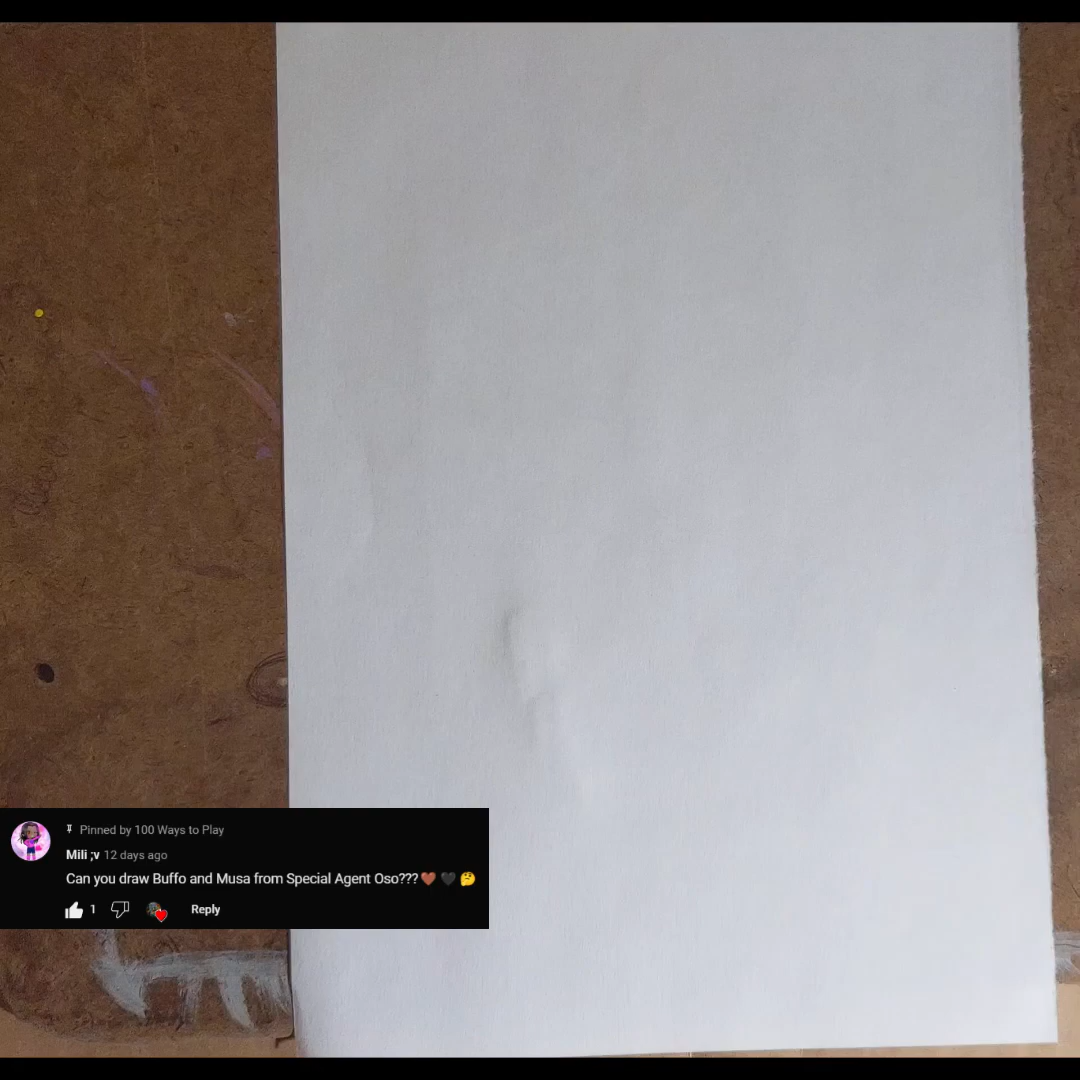 Pinned by 100 Ways to Play
Mili ;v 12 days ago
Can you draw Buffo and Musa from Special Agent Oso???🤎 🖤 🤔
1 Reply